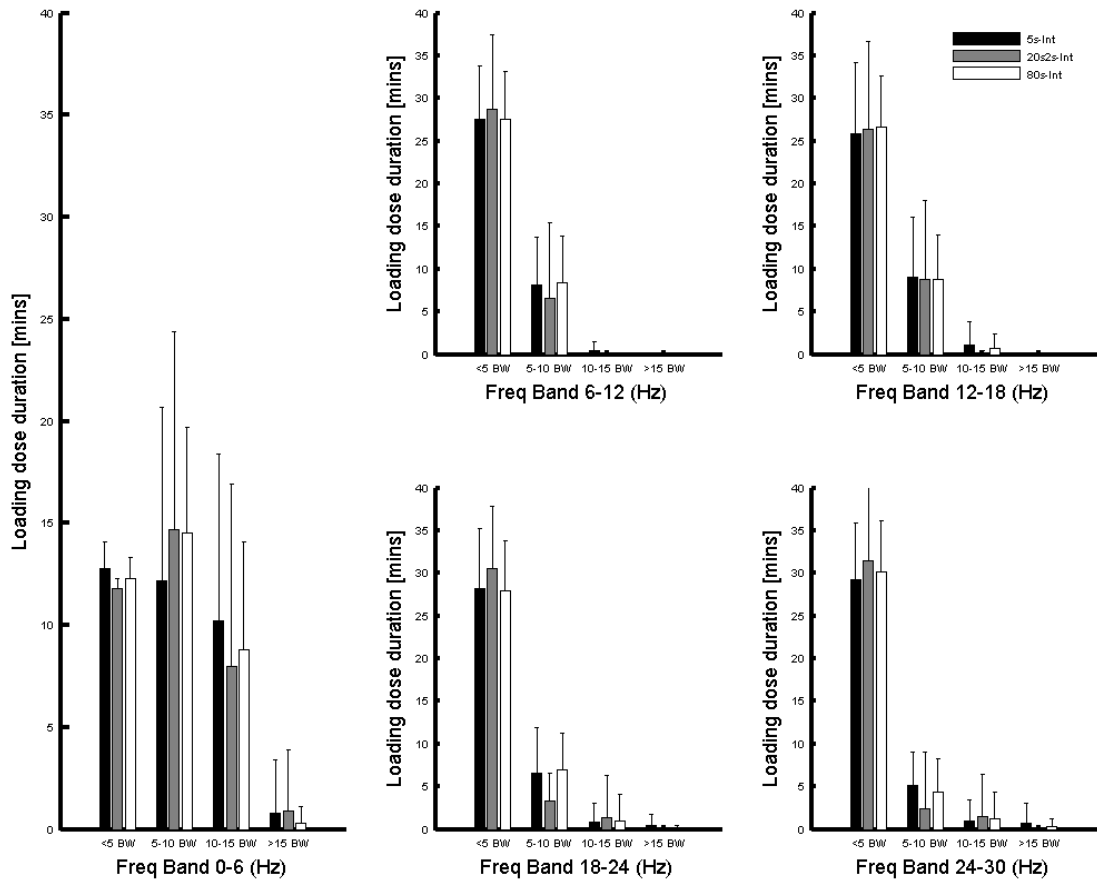 Loading dose duration [mins]
40
35
30
25
20
15
10
5
0
<5 BW 5-10 BW 10-15 BW >15 BW
Freq Band 0-6 (Hz)
Loading dose duration [mins]
40
35
30
25
20
15
10
5
0
<5 BW 5-10 BW 10-15 BW >15 BW
Freq Band 6-12 (Hz)
Loading dose duration [mins]
40
35
30
25
20
15
10
5
0
<5 BW 5-10 BW 10-15 BW >15 BW
Freq Band 12-18 (Hz)
5s-Int
20s2s-Int
80s-Int
Loading dose duration [mins]
40
35
30
25
20
15
10
5
0
<5 BW 5-10 BW 10-15 BW >15 BW
Freq Band 18-24 (Hz)
Loading dose duration [mins]
40
35
30
25
20
15
10
5
0
<5 BW 5-10 BW 10-15 BW >15 BW
Freq Band 24-30 (Hz)